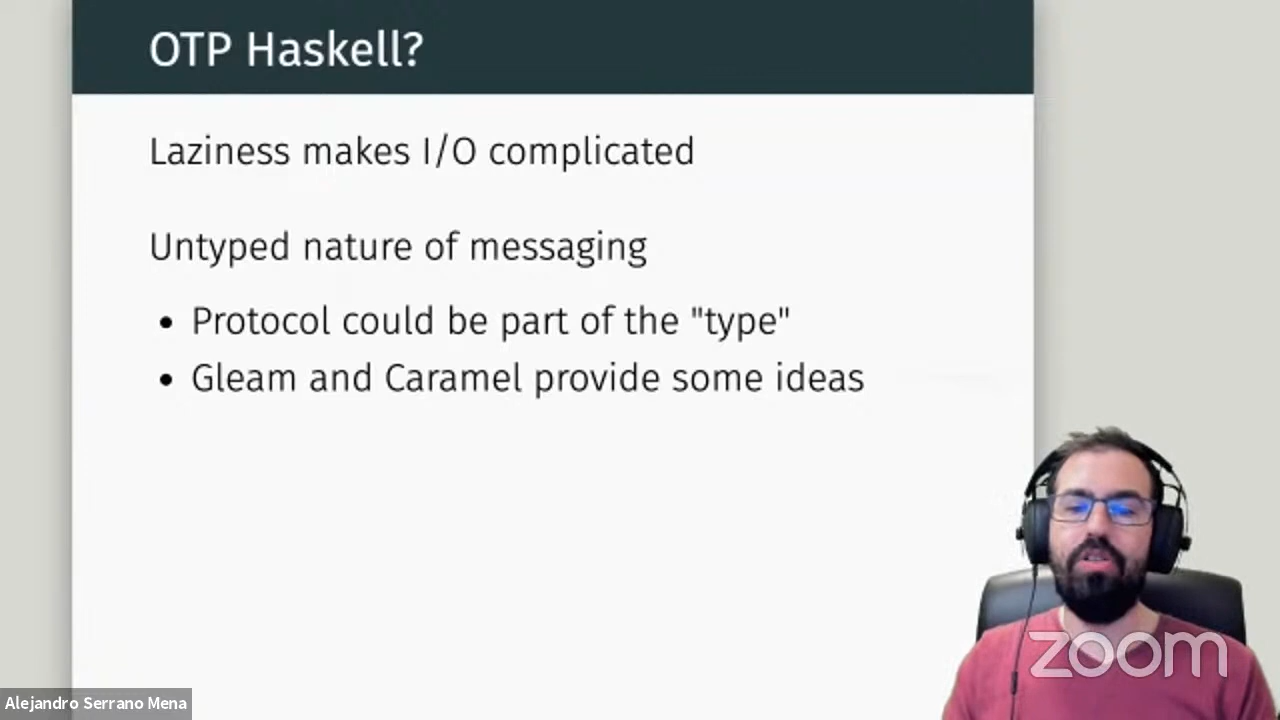 OTP Haskell?
Laziness makes I/O complicated
Untyped nature of messaging
• Protocol could be part of the "type"
• Gleam and Caramel provide some ideas
zoom
Alejandro Serrano Mena